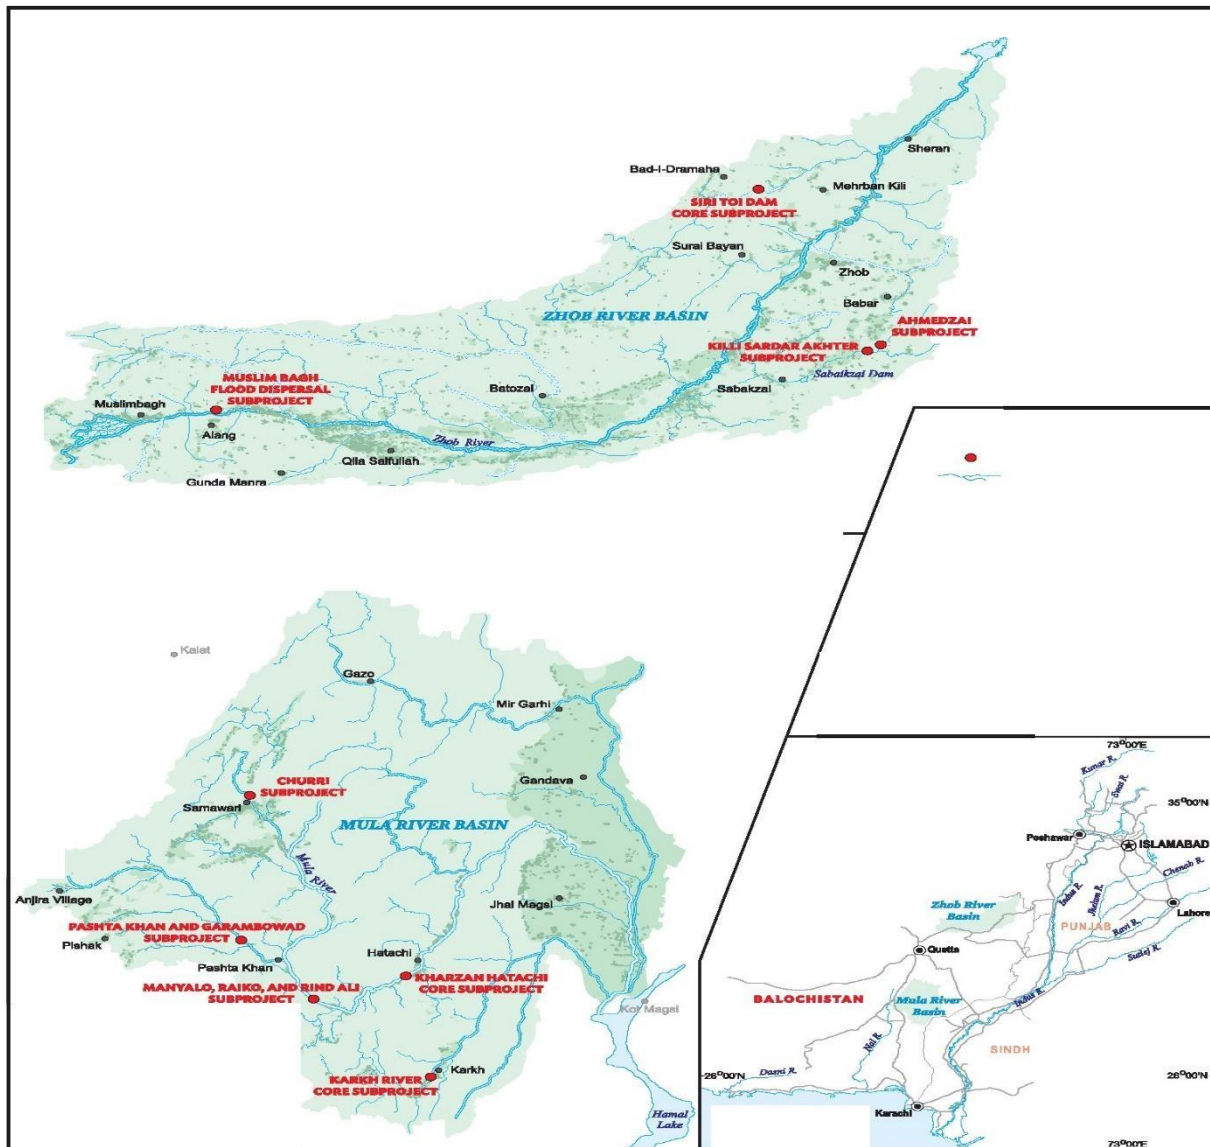 Sheran
Bad-i-Dramaha
Mehrban Kili
SIRI TOI DAM
CORE SUBPROJECT
Surai Bayan
Zhob
Babar
ZHOB RIVER BASIN
AHMEDZAI
SUBPROJECT
KILLI SARDAR AKHTER
SUBPROJECT
Sabaikzai Dam
MUSLIM BAGH
FLOOD DISPERSAL
SUBPROJECT
Batozai
Sabakzai
Muslimbagh
Alang
Zhob River
Qila Saifullah
Gunda Manra
Kalat
Gazo
Mir Garhi
CHURRI
SUBPROJECT
Gandava
Samawari
MULA RIVER BASIN
Mula River
Anjira Village
Jhal Magsi
PASHTA KHAN AND GARAMBOWAD
SUBPROJECT
Pishak
Hatachi
Pashta Khan
KHARZAN HATACHI
CORE SUBPROJECT
MANYALO, RAIKO, AND RIND ALI
SUBPROJECT
Kot Magsi
Karkh
KARKH RIVER
CORE SUBPROJECT
Hamal
Lake
73°00'E
Kunar R.
Swat R.
35°00'N
Peshawar
ISLAMABAD
Chenab R.
Indus R.
Jhelum R.
Zhob River
Basin
Lahore
PUNJAB
Ravi R.
Sutlej R.
Quetta
BALOCHISTAN
Mula River
Basin
Indus R.
Nal R.
SINDH
Dasni R.
26°00'N
26°00'N
Karachi
73°00'E